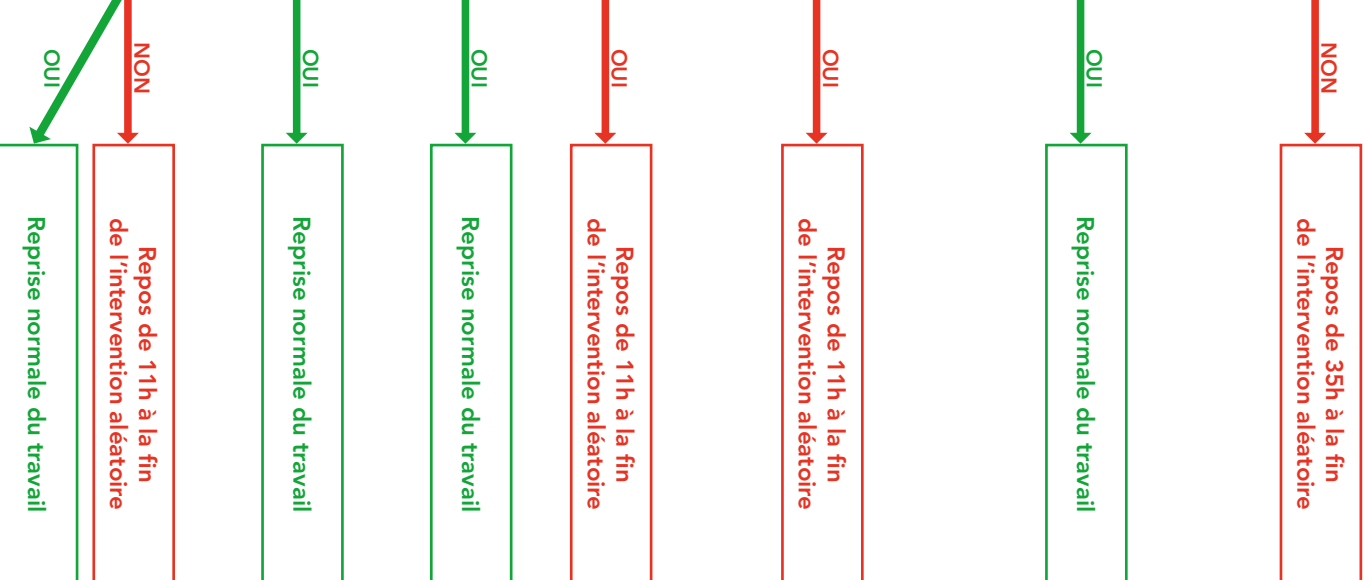 OUI
NON
OUI
OUI
OUI
OUI
OUI
NON
Reprise normale du travail
Repos de 11h à la fin
de l'intervention aléatoire
Reprise normale du travail
Reprise normale du travail
Repos de 11h à la fin
de l'intervention aléatoire
Repos de 11h à la fin
de l'intervention aléatoire
Reprise normale du travail
Repos de 35h à la fin
de l'intervention aléatoire